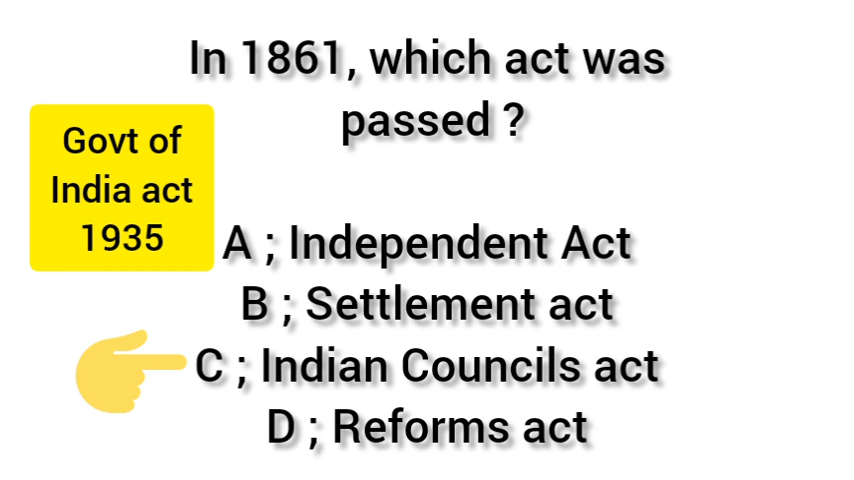 In 1861, which act was
passed ?
Govt of
India act
1935
A ; Independent Act
B ; Settlement act
C ; Indian Councils act
D ; Reforms act